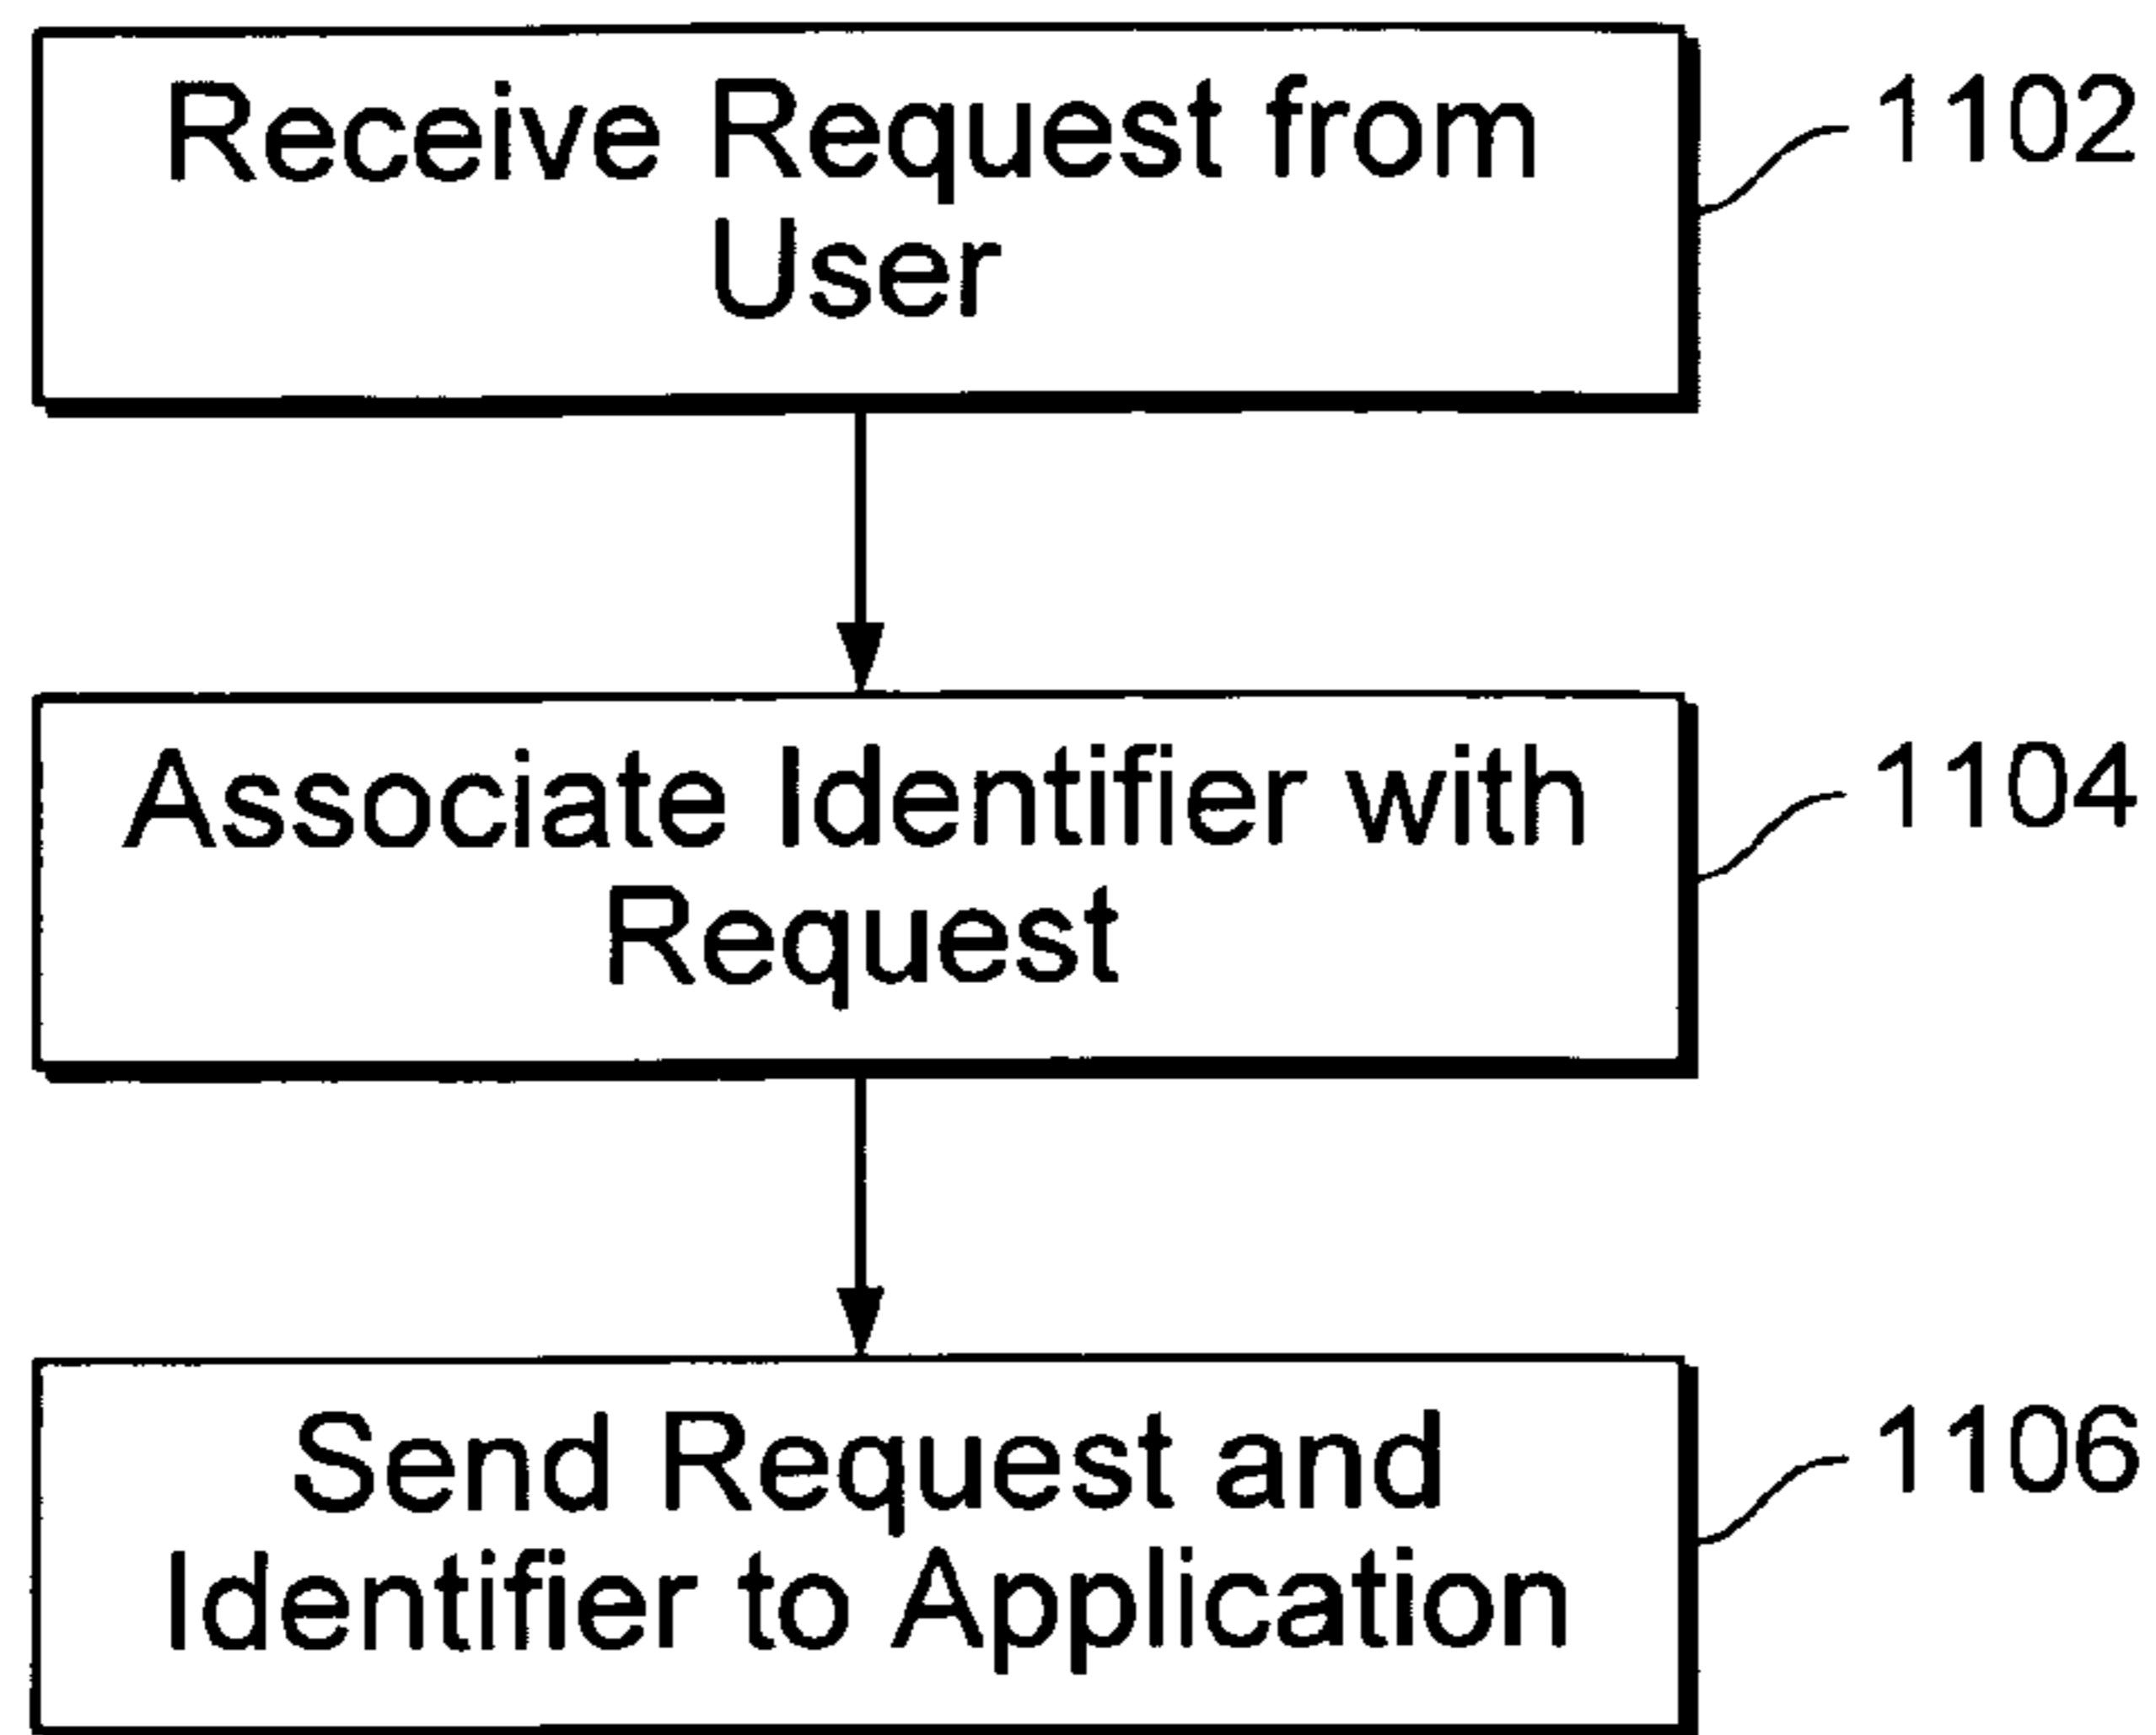 Receive Request from
User
1102
Associate Identifier with
Request
1104
Send Request and
Identifier to Application
1106